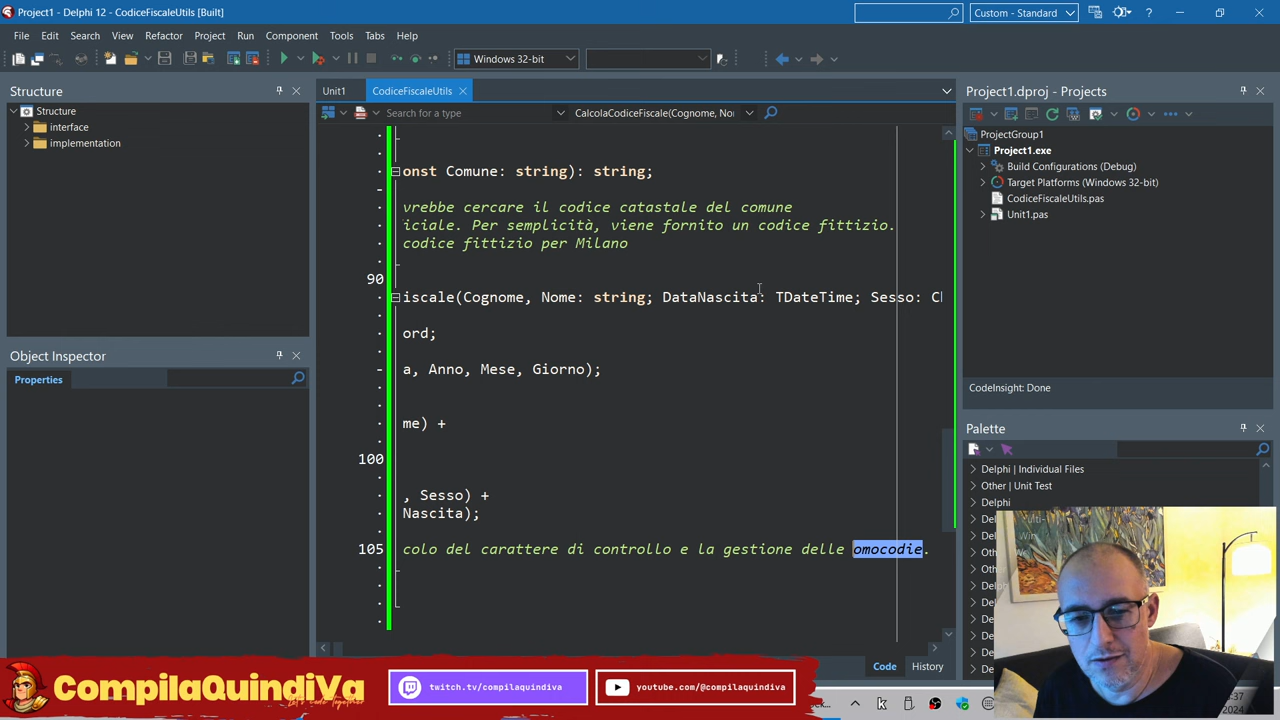 Project1 - Delphi 12 - CodiceFiscaleUtils [Built]
Custom - Standard
File Edit Search View Refactor Project Run Component Tools Tabs Help
Windows 32-bit
Structure
Structure
interface
implementation
Object Inspector
Properties
Unit1
CodiceFiscaleUtils
Search for a type
CalcolaCodiceFiscale(Cognome, No
onst Comune: string): string;
vrebbe cercare il codice catastale del comune
iciale. Per semplicità, viene fornito un codice fittizio.
codice fittizio per Milano
90
iscale(Cognome, Nome: string; DataNascita: TDateTime; Sesso: Ch
ord;
a, Anno, Mese, Giorno);
me) +
100
, Sesso) +
Nascita);
105
colo del carattere di controllo e la gestione delle omocodie.
Code
History
Project1.dproj - Projects
ProjectGroup1
Project1.exe
Build Configurations (Debug)
Target Platforms (Windows 32-bit)
CodiceFiscaleUtils.pas
Unit1.pas
CodeInsight: Done
Palette
Delphi | Individual Files
Other | Unit Test
Delphi
CompilaQuindiVa
Let's code together
twitch.tv/compilaquindiva
youtube.com/@compilaquindiva